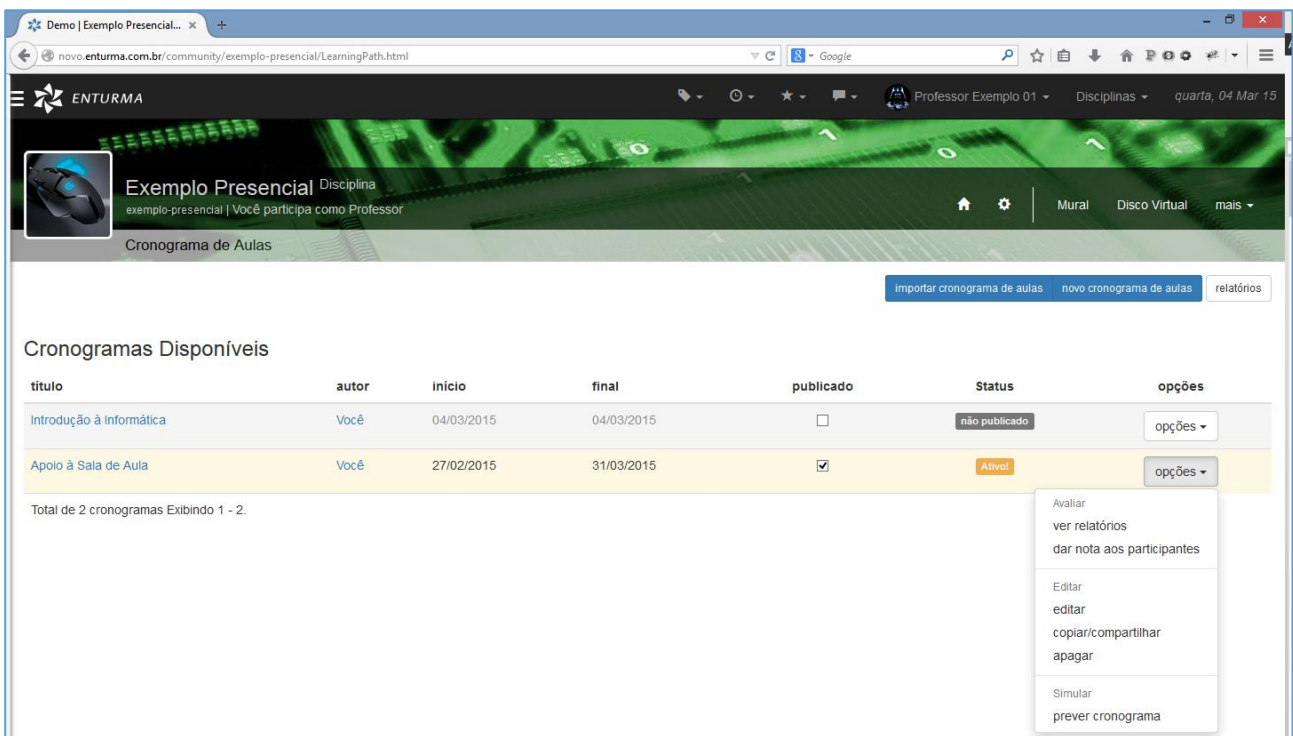 Demo | Exemplo Presencial...
novo.enturma.com.br/community/exemplo-presencial/LearningPath.html
Google
ENTURMA
Professor Exemplo 01
Disciplinas
quarta, 04 Mar 15
Exemplo Presencial Disciplina
exemplo-presencial | Você participa como Professor
Mural
Disco Virtual
mais
Cronograma de Aulas
importar cronograma de aulas
novo cronograma de aulas
relatórios
Cronogramas Disponíveis
título autor início final publicado Status opções
Introdução à Informática Você 04/03/2015 04/03/2015 não publicado opções
Apoio à Sala de Aula Você 27/02/2015 31/03/2015 Ativo! opções
Total de 2 cronogramas Exibindo 1 - 2.
Avaliar
ver relatórios
dar nota aos participantes
Editar
editar
copiar/compartilhar
apagar
Simular
prever cronograma